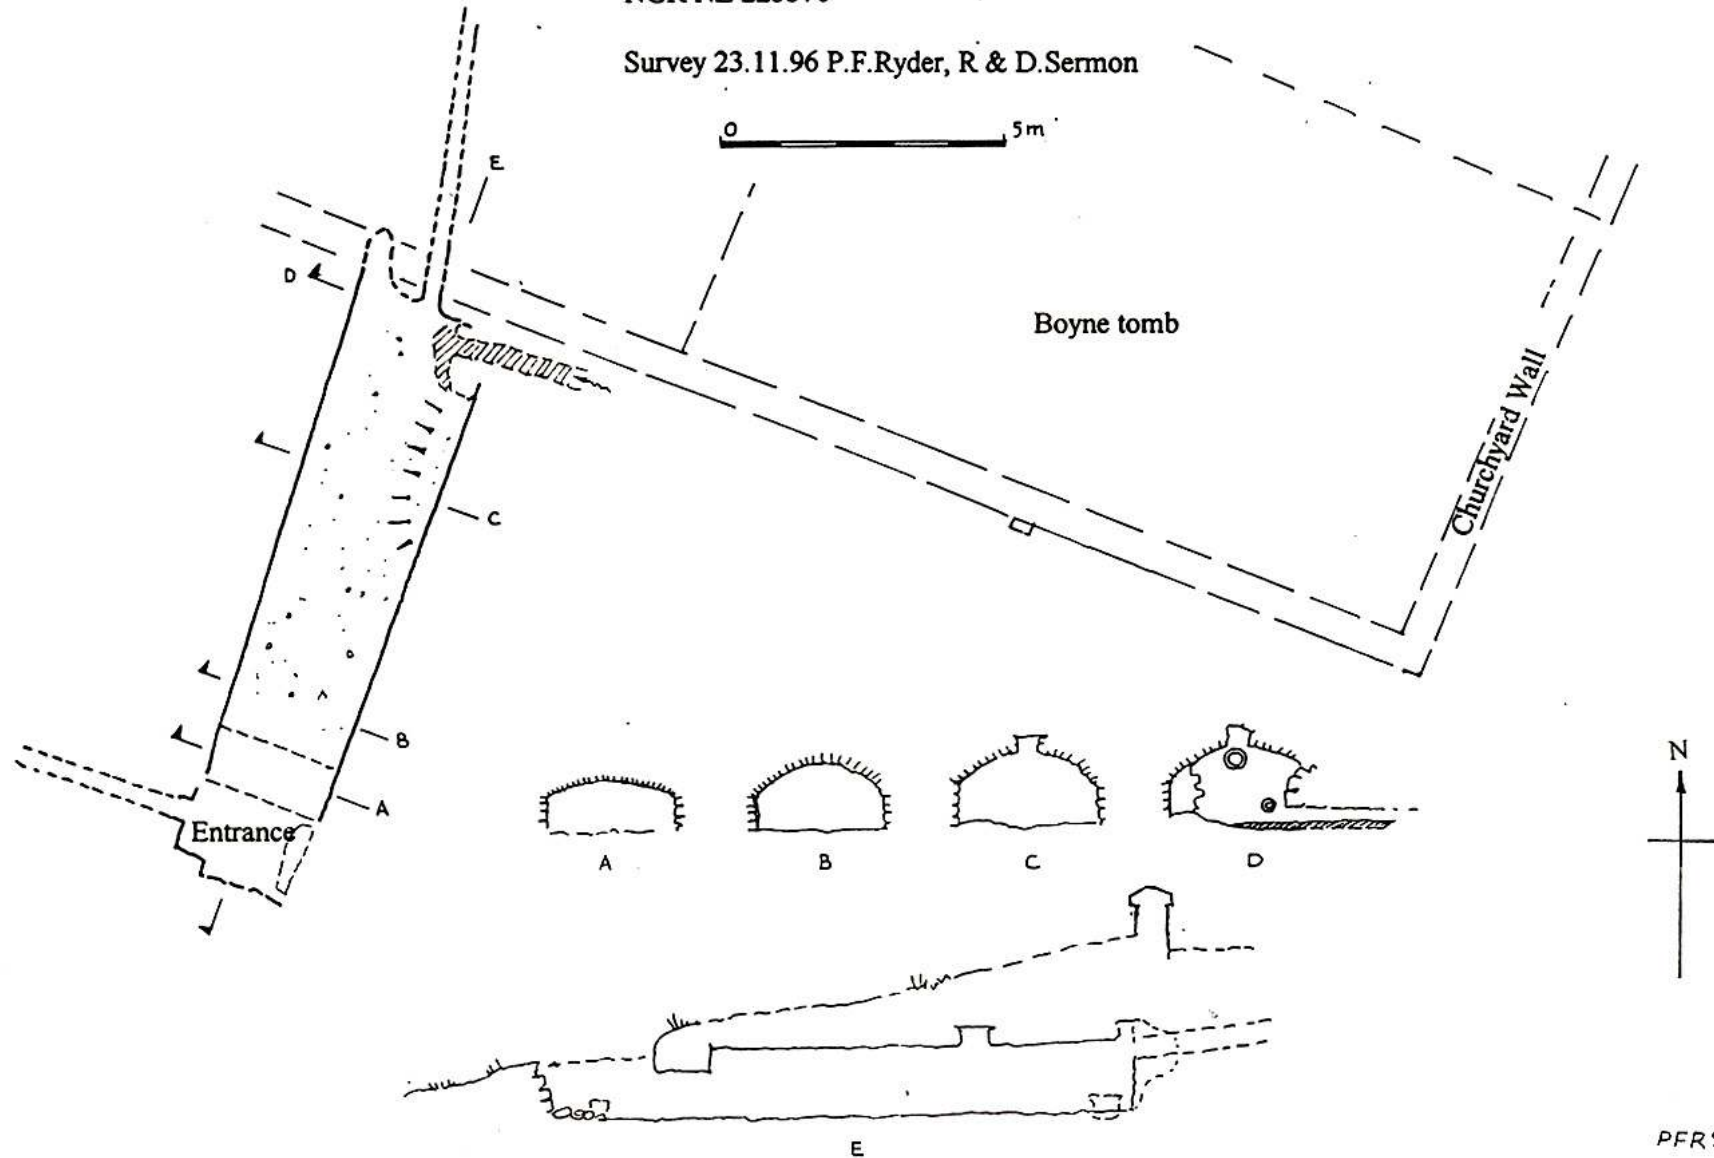 Survey 23.11.96 P.F.Ryder, R & D.Sermon
0 5m
E
D
Boyne tomb
Churchyard Wall
C
B
A
Entrance
N
A B C D
E